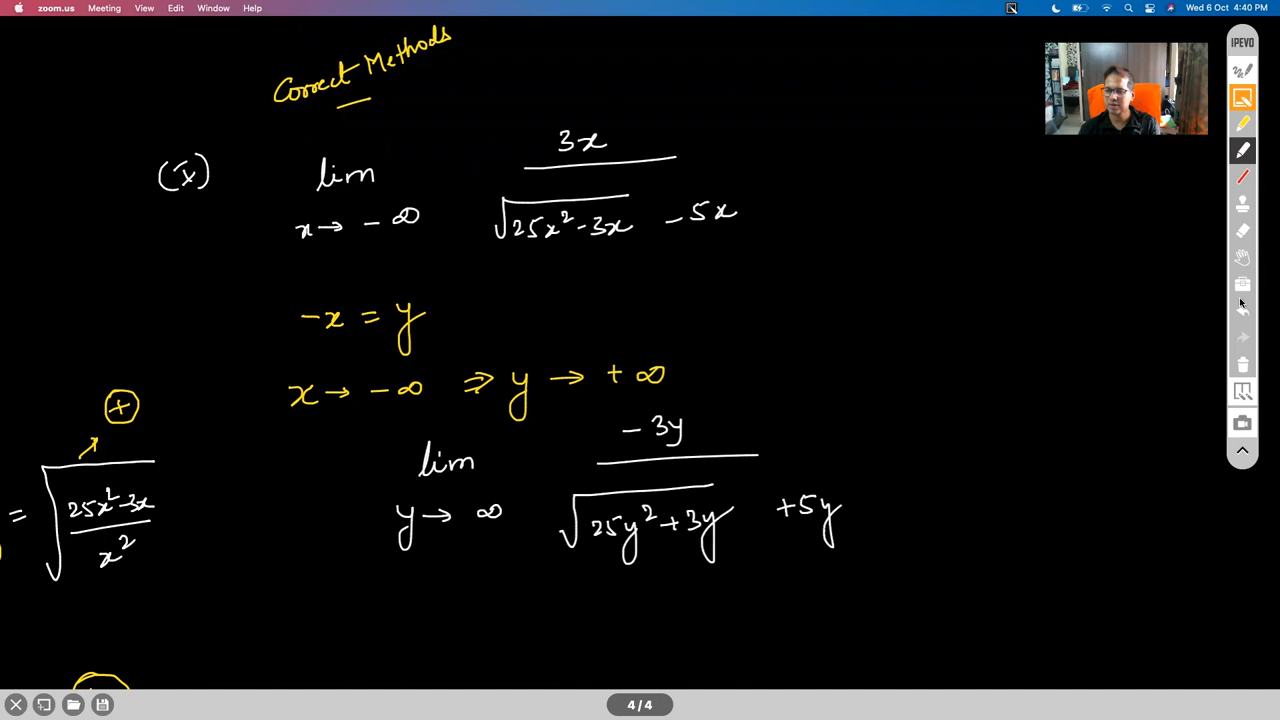 zoom.us Meeting View Edit Window Help Wed 6 Oct 4:40 PM
IPEVO
Correct Methods
(I) lim x → -∞ 3x / √(25x² - 3x) - 5x
-x = y
x → -∞ ⇒ y → +∞
lim y → ∞ -3y / √(25y² + 3y) + 5y
+
= √((25x² - 3x) / x²)
4/4